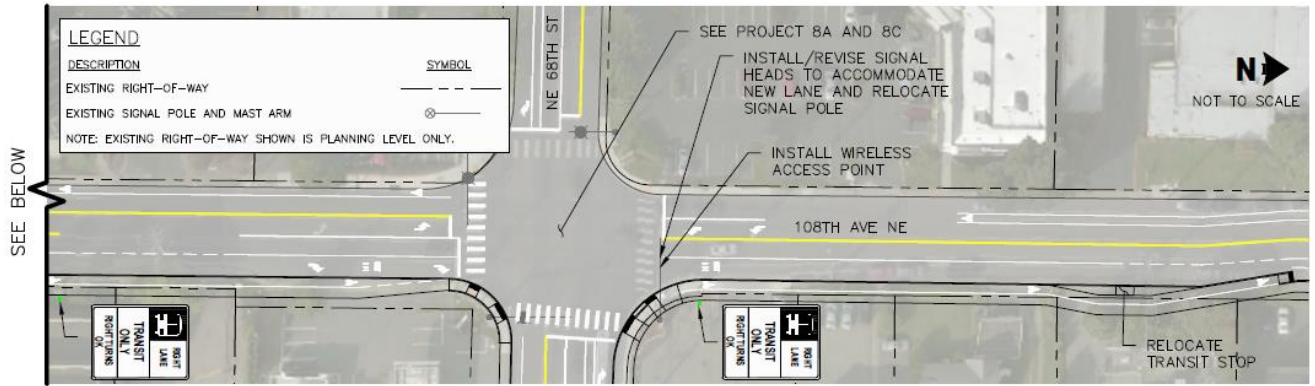 LEGEND
DESCRIPTION SYMBOL
EXISTING RIGHT-OF-WAY
EXISTING SIGNAL POLE AND MAST ARM
NOTE: EXISTING RIGHT-OF-WAY SHOWN IS PLANNING LEVEL ONLY.
NE 68TH ST
SEE PROJECT 8A AND 8C
INSTALL/REVISE SIGNAL
HEADS TO ACCOMMODATE
NEW LANE AND RELOCATE
SIGNAL POLE
N
NOT TO SCALE
INSTALL WIRELESS
ACCESS POINT
SEE BELOW
108TH AVE NE
RIGHT
LANE
TRANSIT
ONLY
RIGHT TURNS
OK
RIGHT
LANE
TRANSIT
ONLY
RIGHT TURNS
OK
RELOCATE
TRANSIT STOP